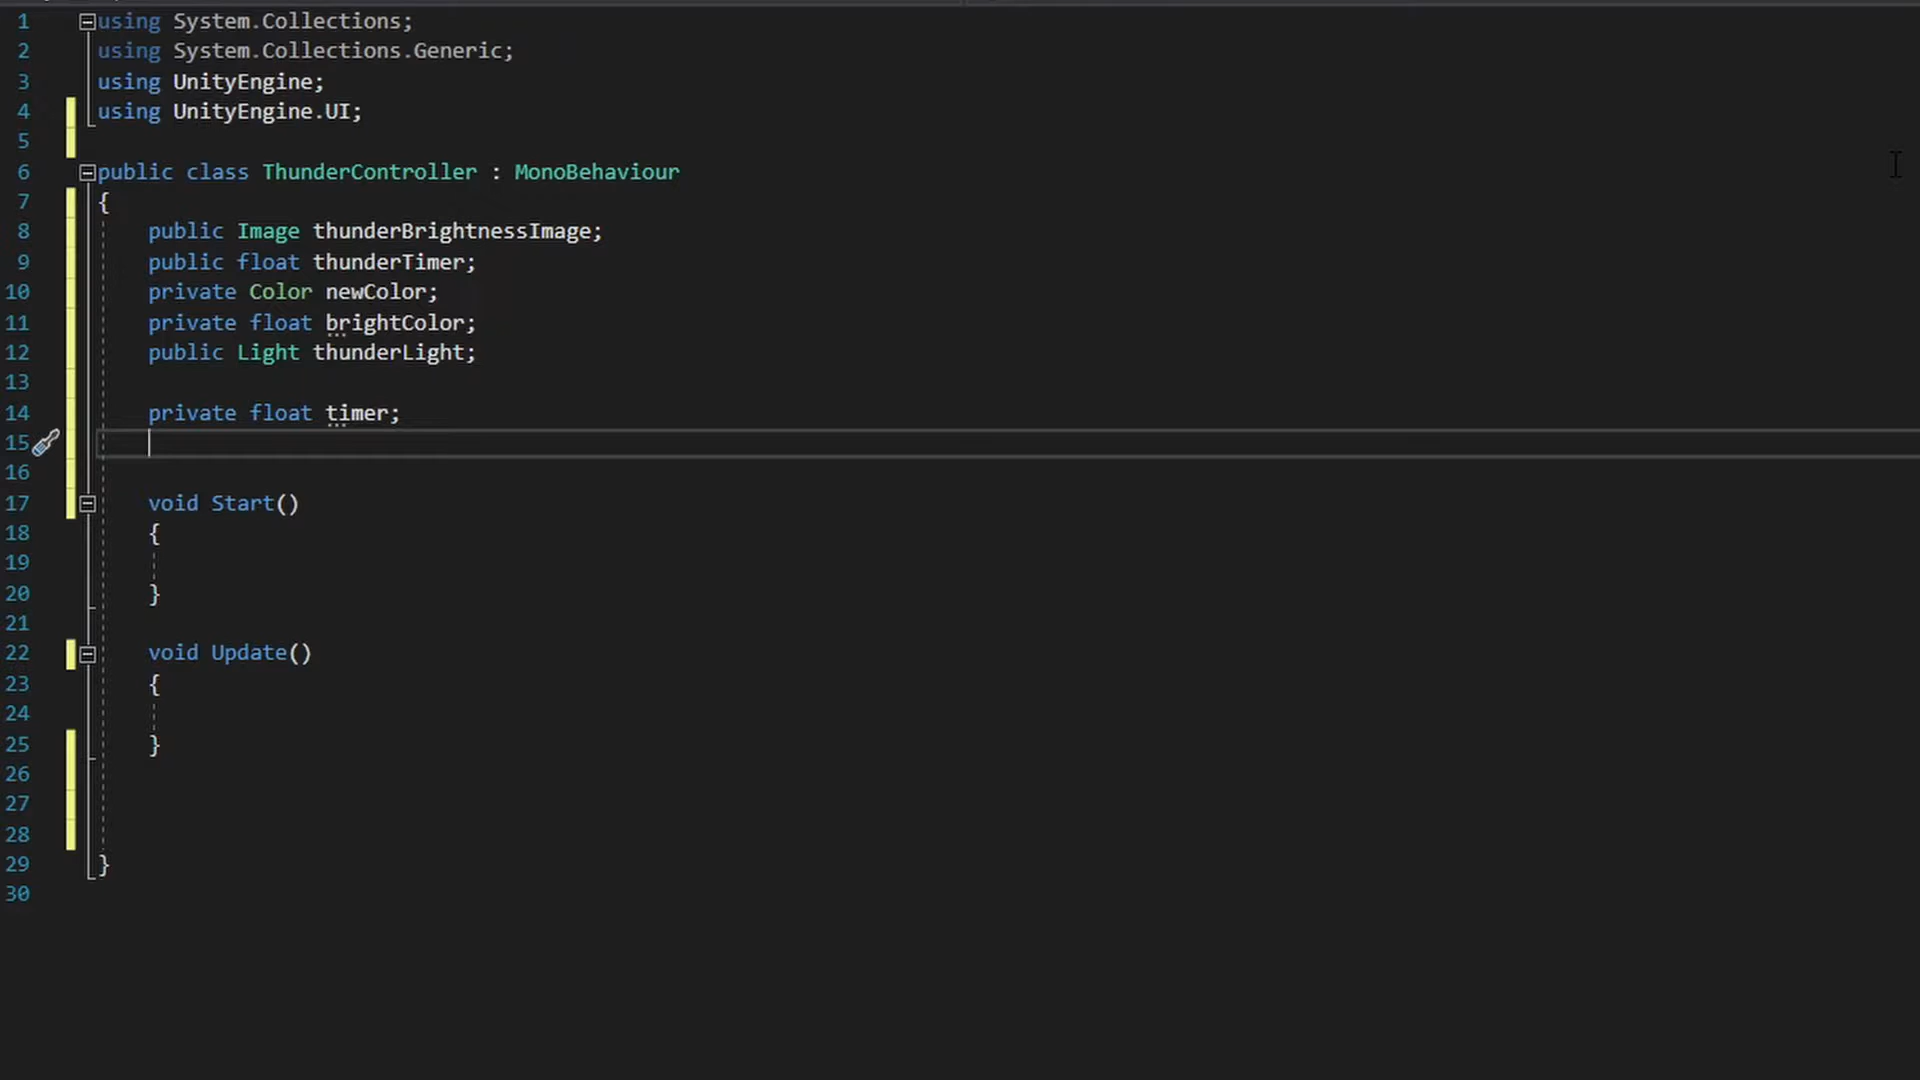 1 using System.Collections;
2 using System.Collections.Generic;
3 using UnityEngine;
4 using UnityEngine.UI;
5
6 public class ThunderController : MonoBehaviour
7 {
8 public Image thunderBrightnessImage;
9 public float thunderTimer;
10 private Color newColor;
11 private float brightColor;
12 public Light thunderLight;
13
14 private float timer;
15
16
17 void Start()
18 {
19
20 }
21
22 void Update()
23 {
24
25 }
26
27
28
29 }
30